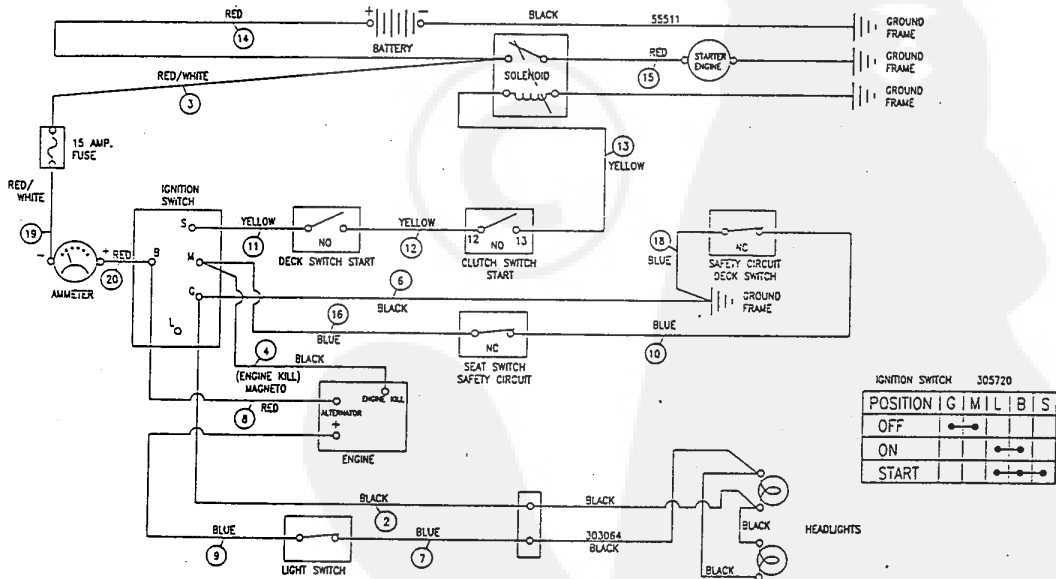 RED
14
+
−
BATTERY
BLACK
55511
GROUND
FRAME
RED/WHITE
3
SOLENOID
RED
15
STARTER
ENGINE
GROUND
FRAME
GROUND
FRAME
15 AMP.
FUSE
13
YELLOW
RED/
WHITE
19
−
+
RED
20
AMMETER
IGNITION
SWITCH
S
B
M
G
L
YELLOW
11
NO
DECK SWITCH START
YELLOW
12
12
NO
13
CLUTCH SWITCH
START
18
BLUE
NC
SAFETY CIRCUIT
DECK SWITCH
6
BLACK
GROUND
FRAME
16
BLUE
NC
SEAT SWITCH
SAFETY CIRCUIT
BLUE
10
4
BLACK
(ENGINE KILL)
MAGNETO
8
RED
ENGINE KILL
ALTERNATOR
+
ENGINE
IGNITION SWITCH 305720
POSITION G M L B S
OFF
ON
START
BLACK
2
BLACK
BLUE
9
LIGHT SWITCH
BLUE
7
303064
BLACK
BLACK
HEADLIGHTS
BLACK